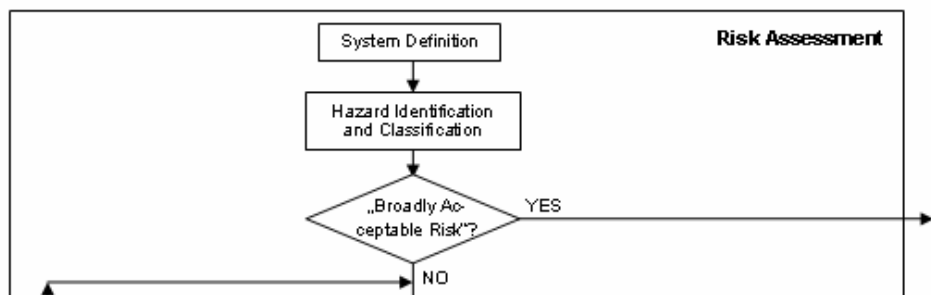 System Definition
Risk Assessment
Hazard Identification
and Classification
„Broadly Ac-
ceptable Risk“?
YES
NO